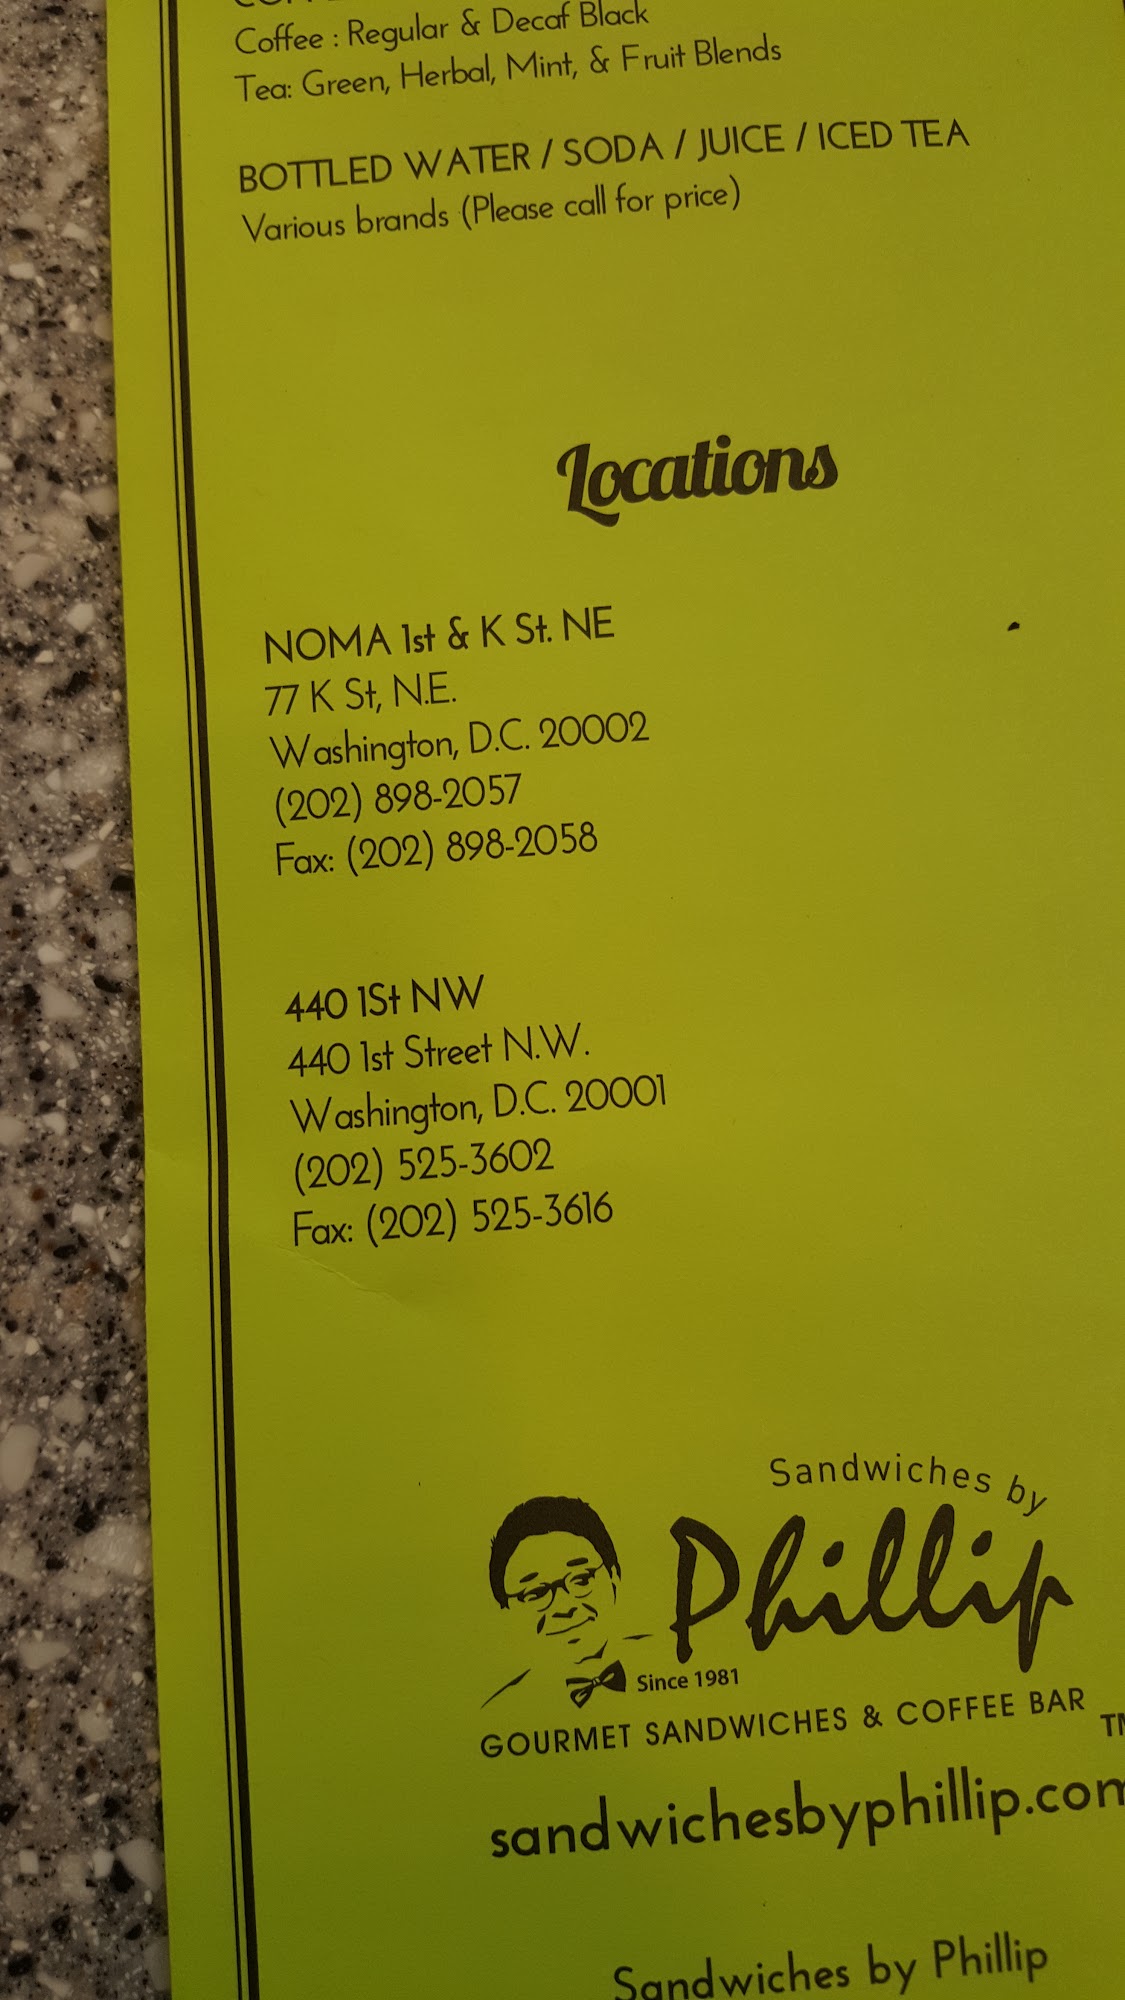 Coffee : Regular & Decaf Black
Tea: Green, Herbal, Mint, & Fruit Blends
BOTTLED WATER / SODA / JUICE / ICED TEA
Various brands (Please call for price)
Locations
NOMA 1st & K St. NE
77 K St, N.E.
Washington, D.C. 20002
(202) 898-2057
Fax: (202) 898-2058
440 1St NW
440 1st Street N.W.
Washington, D.C. 20001
(202) 525-3602
Fax: (202) 525-3616
Sandwiches by
Phillip
Since 1981
GOURMET SANDWICHES & COFFEE BAR
TM
sandwichesbyphillip.com
Sandwiches by Phillip